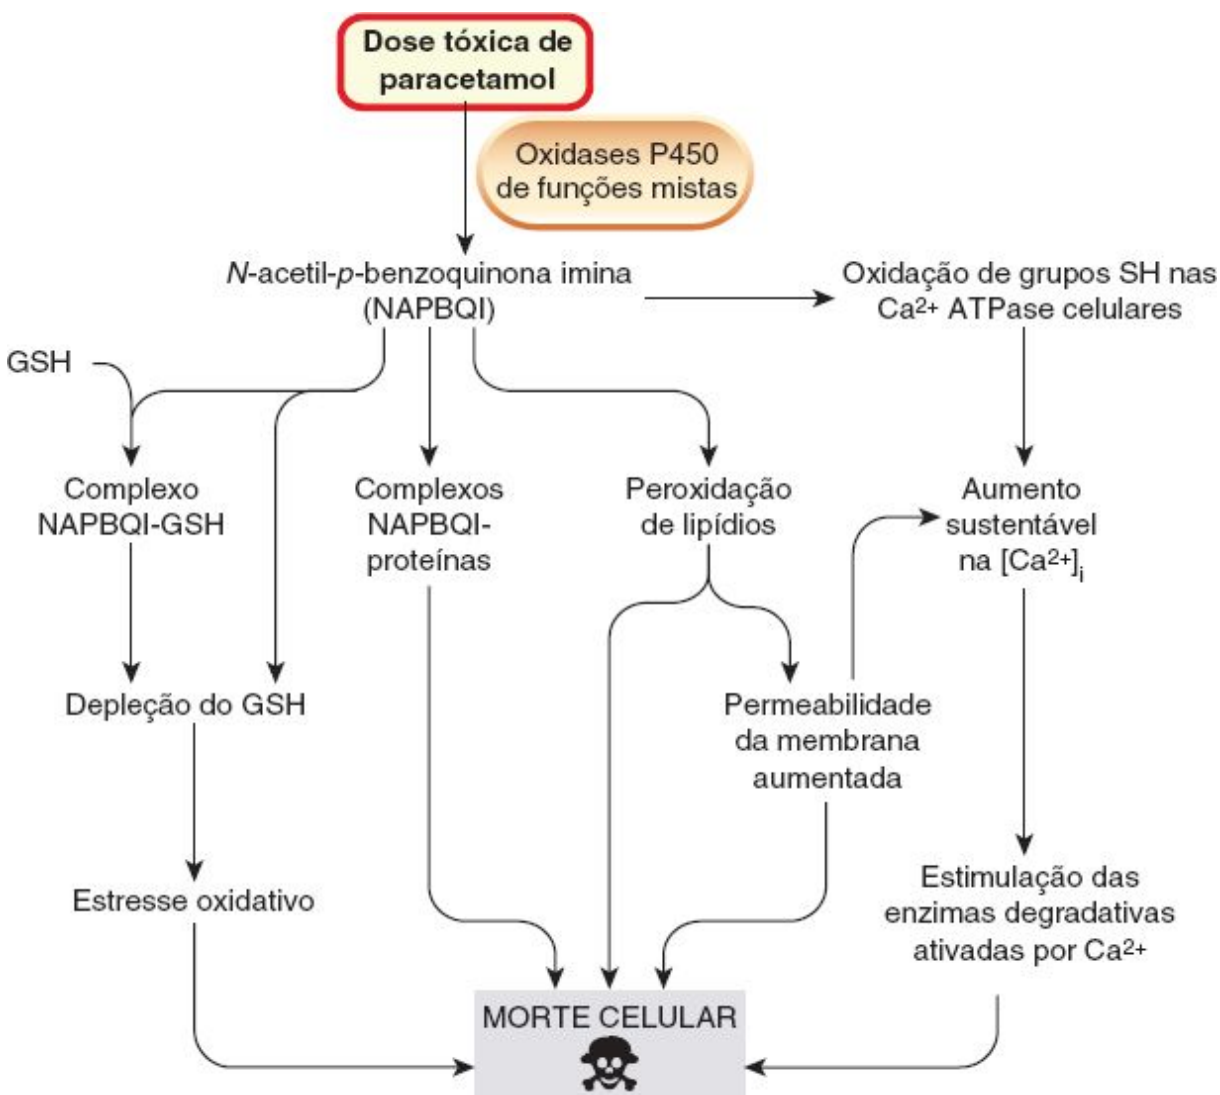 Dose tóxica de
paracetamol
Oxidases P450
de funções mistas
N-acetil-p-benzoquinona imina
(NAPBQI)
Oxidação de grupos SH nas
Ca²⁺ ATPase celulares
GSH
Complexo
NAPBQI-GSH
Complexos
NAPBQI-
proteínas
Peroxidação
de lipídios
Aumento
sustentável
na [Ca²⁺]i
Depleção do GSH
Permeabilidade
da membrana
aumentada
Estresse oxidativo
Estimulação das
enzimas degradativas
ativadas por Ca²⁺
MORTE CELULAR